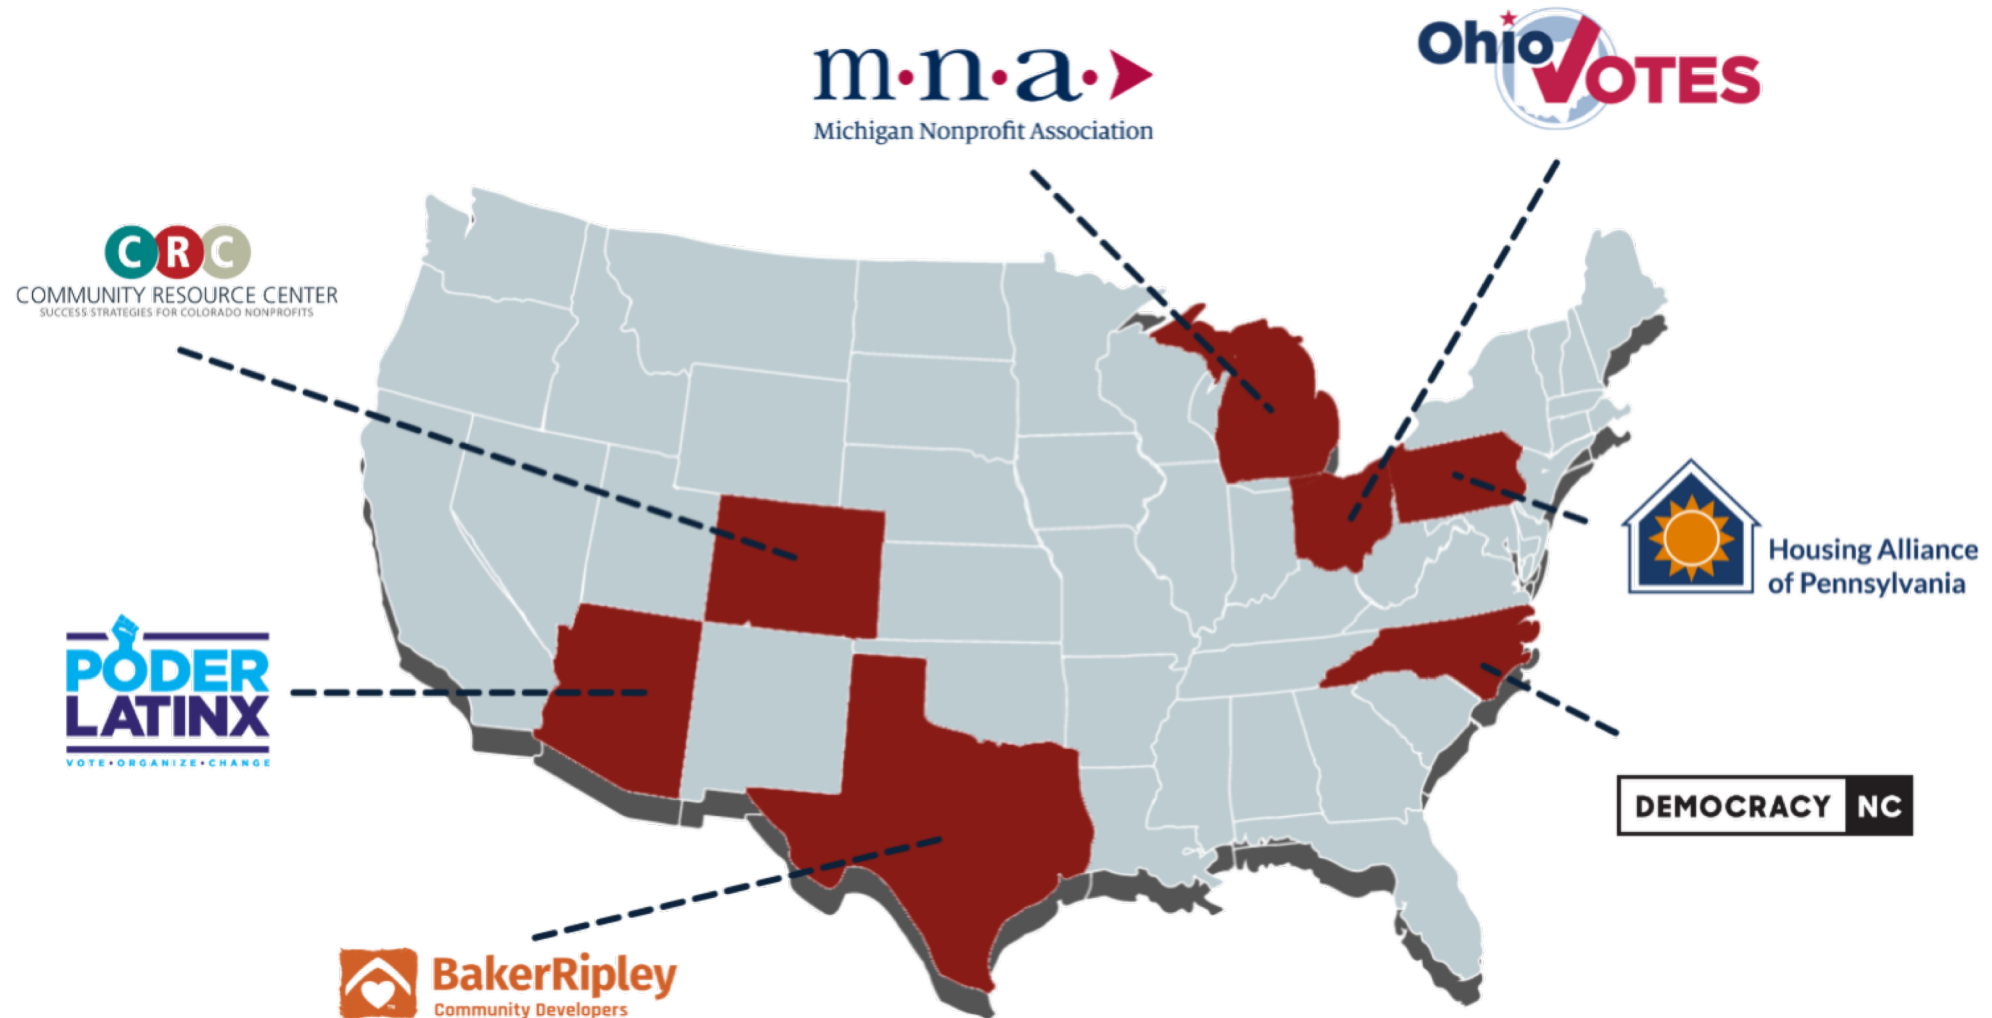 m·n·a·
Michigan Nonprofit Association
Ohio VOTES
CRC
COMMUNITY RESOURCE CENTER
SUCCESS STRATEGIES FOR COLORADO NONPROFITS
Housing Alliance
of Pennsylvania
PODER
LATINX
VOTE•ORGANIZE•CHANGE
DEMOCRACY NC
BakerRipley
Community Developers